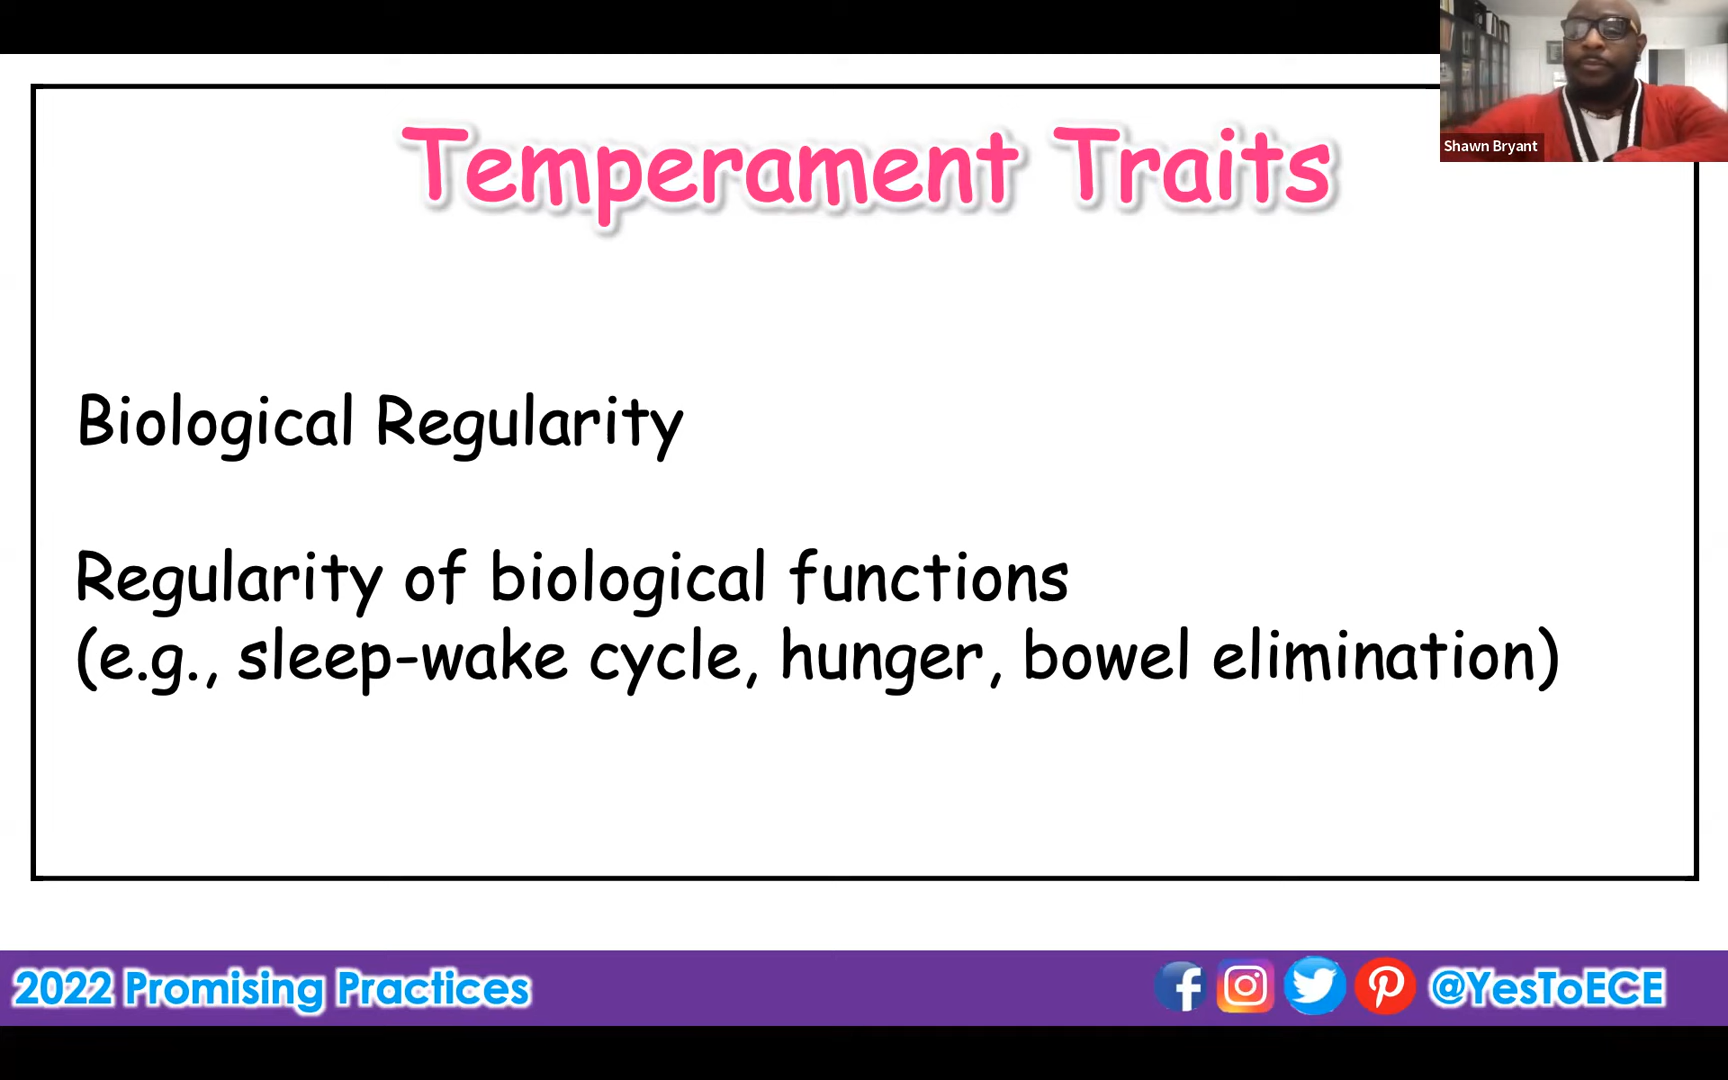 Temperament Traits
Shawn Bryant
Biological Regularity
Regularity of biological functions
(e.g., sleep-wake cycle, hunger, bowel elimination)
2022 Promising Practices
@YesToECE